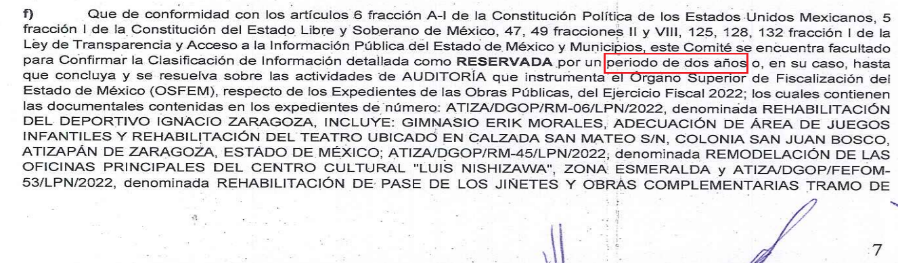 f) Que de conformidad con los artículos 6 fracción A-I de la Constitución Política de los Estados Unidos Mexicanos, 5
fracción I de la Constitución del Estado Libre y Soberano de México, 47, 49 fracciones II y VIII, 125, 128, 132 fracción I de la
Ley de Transparencia y Acceso a la Información Pública del Estado de México y Municipios, este Comité se encuentra facultado
para Confirmar la Clasificación de Información detallada como RESERVADA por un periodo de dos años o, en su caso, hasta
que concluya y se resuelva sobre las actividades de AUDITORÍA que instrumenta el Órgano Superior de Fiscalización del
Estado de México (OSFEM), respecto de los Expedientes de las Obras Públicas, del Ejercicio Fiscal 2022; los cuales contienen
las documentales contenidas en los expedientes de número: ATIZA/DGOP/RM-06/LPN/2022, denominada REHABILITACIÓN
DEL DEPORTIVO IGNACIO ZARAGOZA, INCLUYE: GIMNASIO ERIK MORALES, ADECUACIÓN DE ÁREA DE JUEGOS
INFANTILES Y REHABILITACIÓN DEL TEATRO UBICADO EN CALZADA SAN MATEO S/N, COLONIA SAN JUAN BOSCO,
ATIZAPÁN DE ZARAGOZA, ESTADO DE MÉXICO; ATIZA/DGOP/RM-45/LPN/2022, denominada REMODELACIÓN DE LAS
OFICINAS PRINCIPALES DEL CENTRO CULTURAL "LUIS NISHIZAWA", ZONA ESMERALDA y ATIZA/DGOP/FEFOM-
53/LPN/2022, denominada REHABILITACIÓN DE PASE DE LOS JINETES Y OBRAS COMPLEMENTARIAS TRAMO DE
7